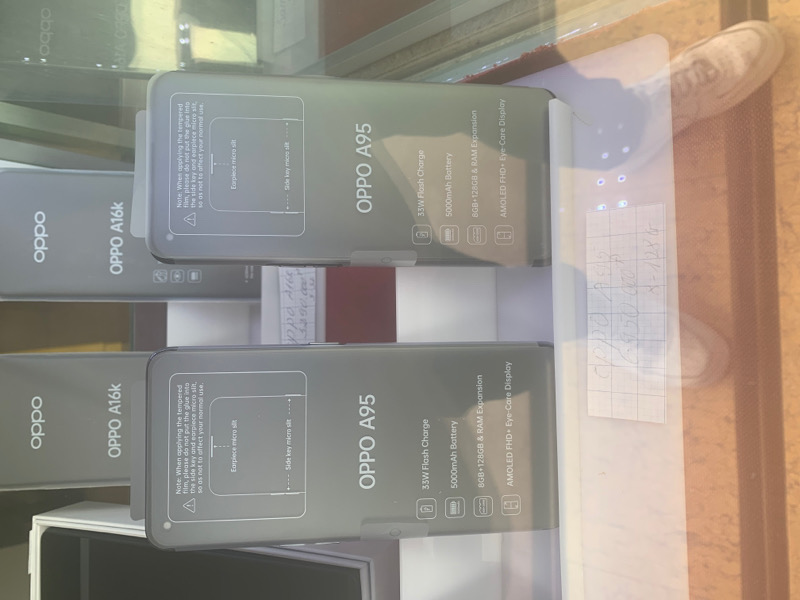 oppo
OPPO A16k
oppo
OPPO A16k
Note: When applying the tempered
film, please do not put the glue into
the side key and earpiece micro slit,
so as not to affect your normal use.
Earpiece micro slit
Side key micro slit
OPPO A95
33W Flash Charge
5000mAh Battery
8GB+128GB & RAM Expansion
AMOLED FHD+ Eye-Care Display
Note: When applying the tempered
film, please do not put the glue into
the side key and earpiece micro slit,
so as not to affect your normal use.
Earpiece micro slit
Side key micro slit
OPPO A95
33W Flash Charge
5000mAh Battery
8GB+128GB & RAM Expansion
AMOLED FHD+ Eye-Care Display
oppo A16k
oppo A95